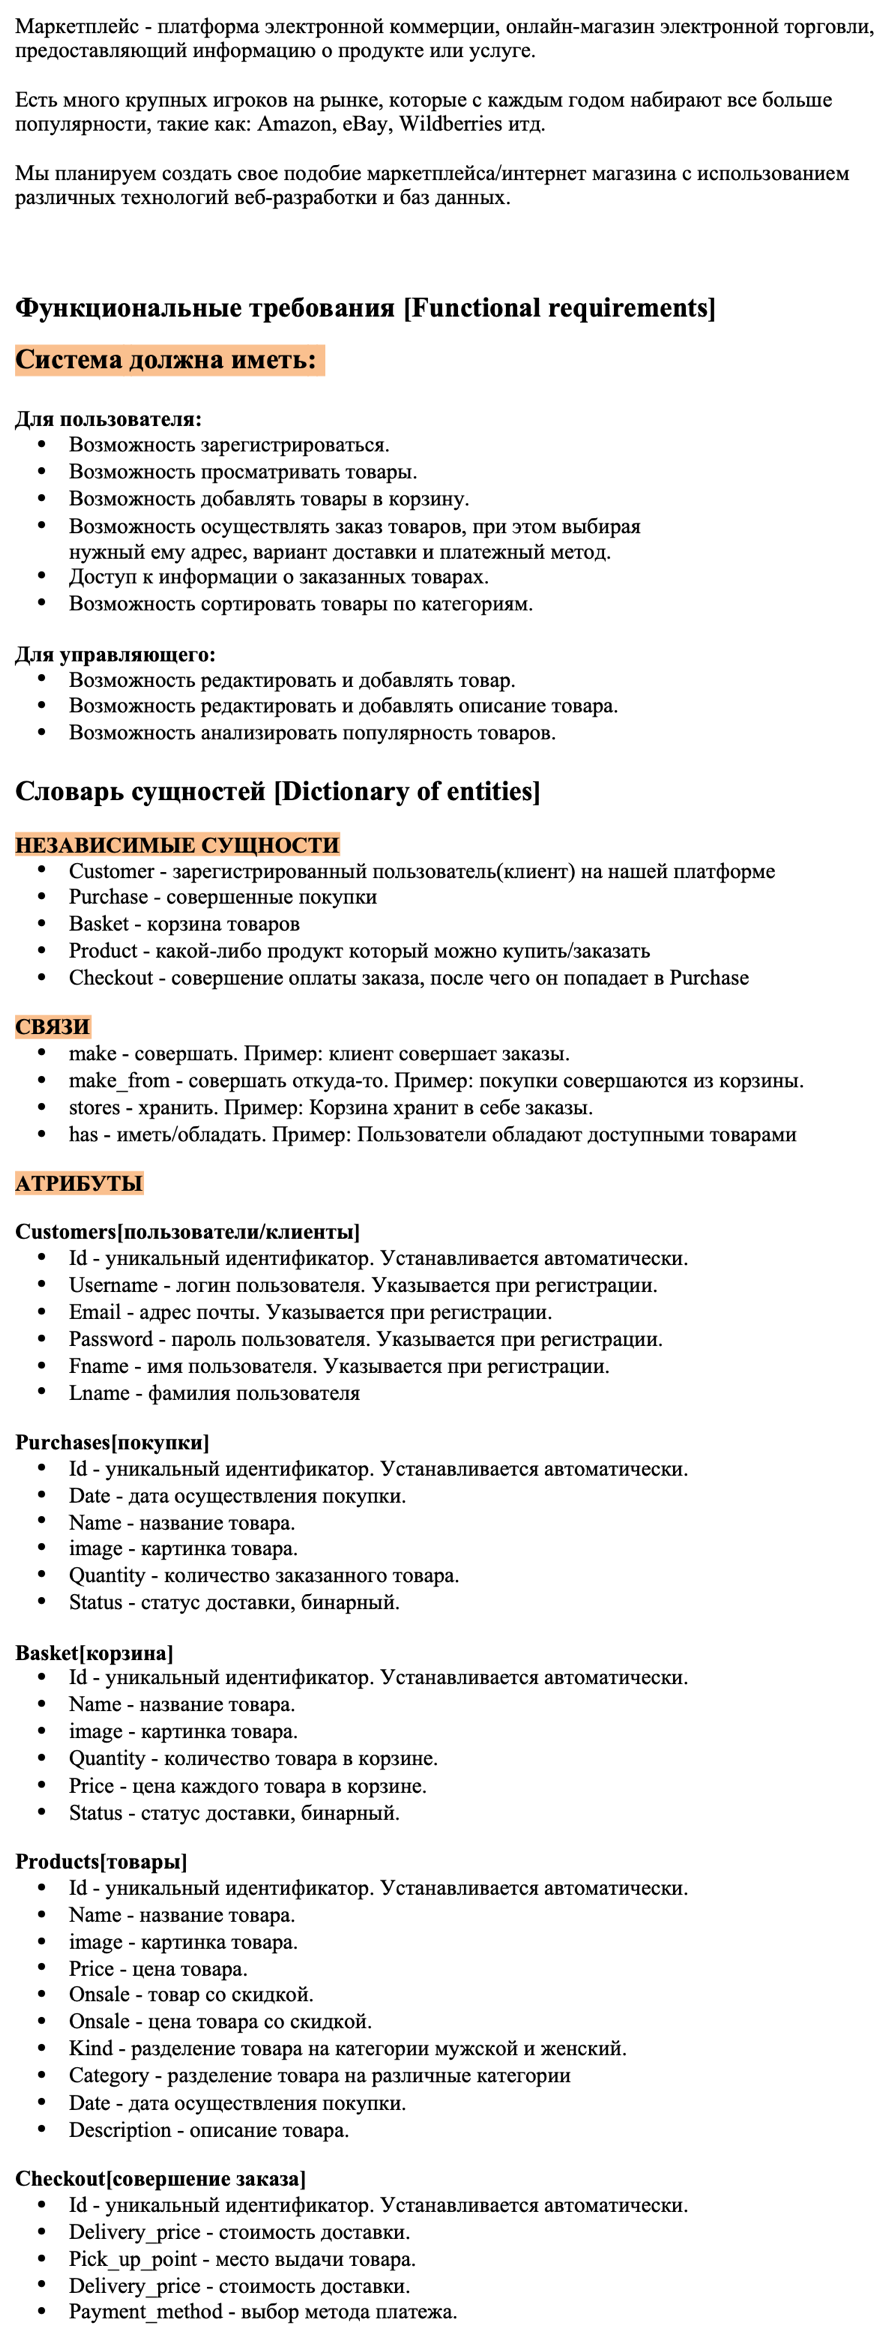 Маркетплейс - платформа электронной коммерции, онлайн-магазин электронной торговли,
предоставляющий информацию о продукте или услуге.
Есть много крупных игроков на рынке, которые с каждым годом набирают все больше
популярности, такие как: Amazon, eBay, Wildberries итд.
Мы планируем создать свое подобие маркетплейса/интернет магазина с использованием
различных технологий веб-разработки и баз данных.
Функциональные требования [Functional requirements]
Система должна иметь:
Для пользователя:
• Возможность зарегистрироваться.
• Возможность просматривать товары.
• Возможность добавлять товары в корзину.
• Возможность осуществлять заказ товаров, при этом выбирая
нужный ему адрес, вариант доставки и платежный метод.
• Доступ к информации о заказанных товарах.
• Возможность сортировать товары по категориям.
Для управляющего:
• Возможность редактировать и добавлять товар.
• Возможность редактировать и добавлять описание товара.
• Возможность анализировать популярность товаров.
Словарь сущностей [Dictionary of entities]
НЕЗАВИСИМЫЕ СУЩНОСТИ
• Customer - зарегистрированный пользователь(клиент) на нашей платформе
• Purchase - совершенные покупки
• Basket - корзина товаров
• Product - какой-либо продукт который можно купить/заказать
• Checkout - совершение оплаты заказа, после чего он попадает в Purchase
СВЯЗИ
• make - совершать. Пример: клиент совершает заказы.
• make_from - совершать откуда-то. Пример: покупки совершаются из корзины.
• stores - хранить. Пример: Корзина хранит в себе заказы.
• has - иметь/обладать. Пример: Пользователи обладают доступными товарами
АТРИБУТЫ
Customers[пользователи/клиенты]
• Id - уникальный идентификатор. Устанавливается автоматически.
• Username - логин пользователя. Указывается при регистрации.
• Email - адрес почты. Указывается при регистрации.
• Password - пароль пользователя. Указывается при регистрации.
• Fname - имя пользователя. Указывается при регистрации.
• Lname - фамилия пользователя
Purchases[покупки]
• Id - уникальный идентификатор. Устанавливается автоматически.
• Date - дата осуществления покупки.
• Name - название товара.
• image - картинка товара.
• Quantity - количество заказанного товара.
• Status - статус доставки, бинарный.
Basket[корзина]
• Id - уникальный идентификатор. Устанавливается автоматически.
• Name - название товара.
• image - картинка товара.
• Quantity - количество товара в корзине.
• Price - цена каждого товара в корзине.
• Status - статус доставки, бинарный.
Products[товары]
• Id - уникальный идентификатор. Устанавливается автоматически.
• Name - название товара.
• image - картинка товара.
• Price - цена товара.
• Onsale - товар со скидкой.
• Onsale - цена товара со скидкой.
• Kind - разделение товара на категории мужской и женский.
• Category - разделение товара на различные категории
• Date - дата осуществления покупки.
• Description - описание товара.
Checkout[совершение заказа]
• Id - уникальный идентификатор. Устанавливается автоматически.
• Delivery_price - стоимость доставки.
• Pick_up_point - место выдачи товара.
• Delivery_price - стоимость доставки.
• Payment_method - выбор метода платежа.